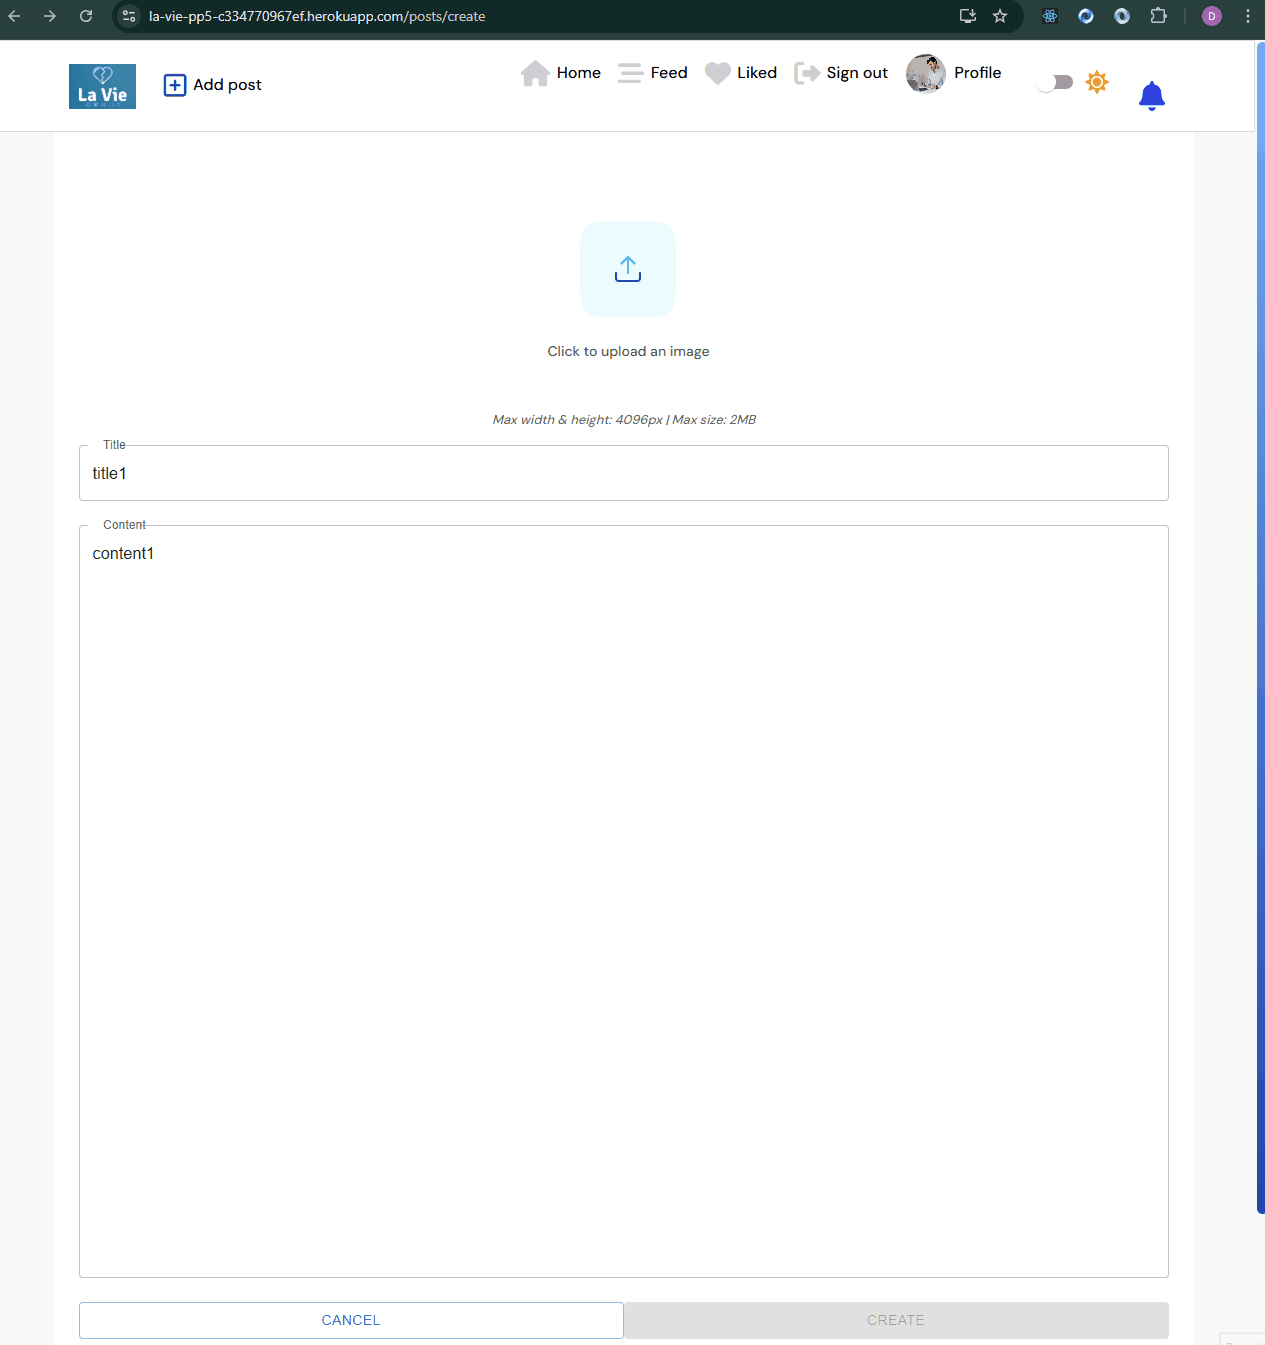 la-vie-pp5-c334770967ef.herokuapp.com/posts/create
D
La Vie
Add post
Home
Feed
Liked
Sign out
Profile
Click to upload an image
Max width & height: 4096px | Max size: 2MB
Title
title1
Content
content1
CANCEL
CREATE